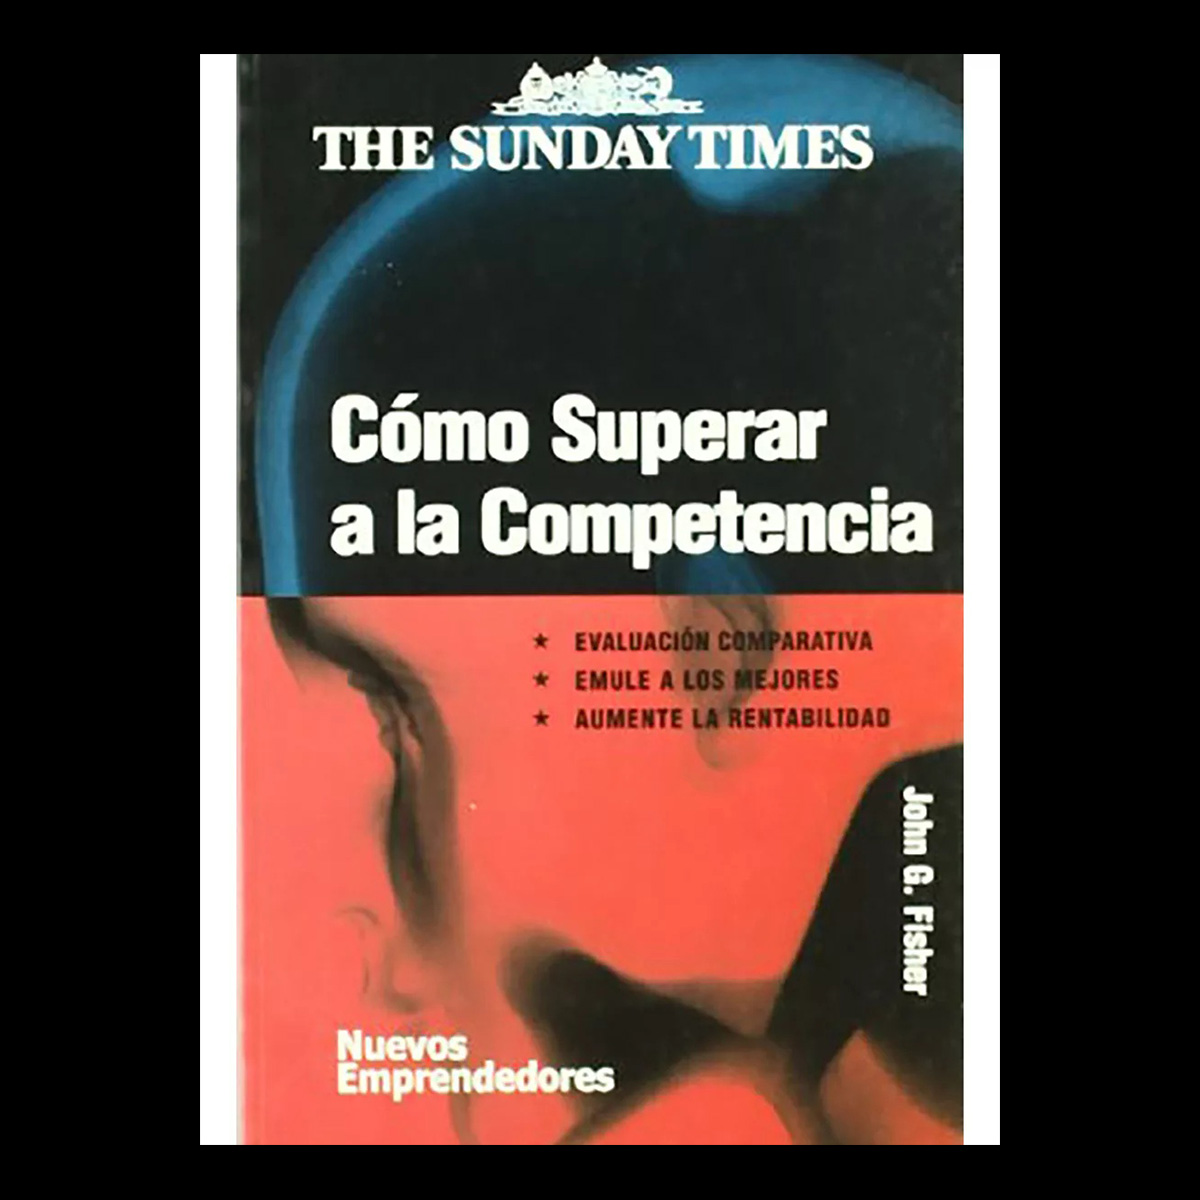 THE SUNDAY TIMES
Cómo Superar
a la Competencia
★ EVALUACIÓN COMPARATIVA
★ EMULE A LOS MEJORES
★ AUMENTE LA RENTABILIDAD
John G. Fisher
Nuevos
Emprendedores